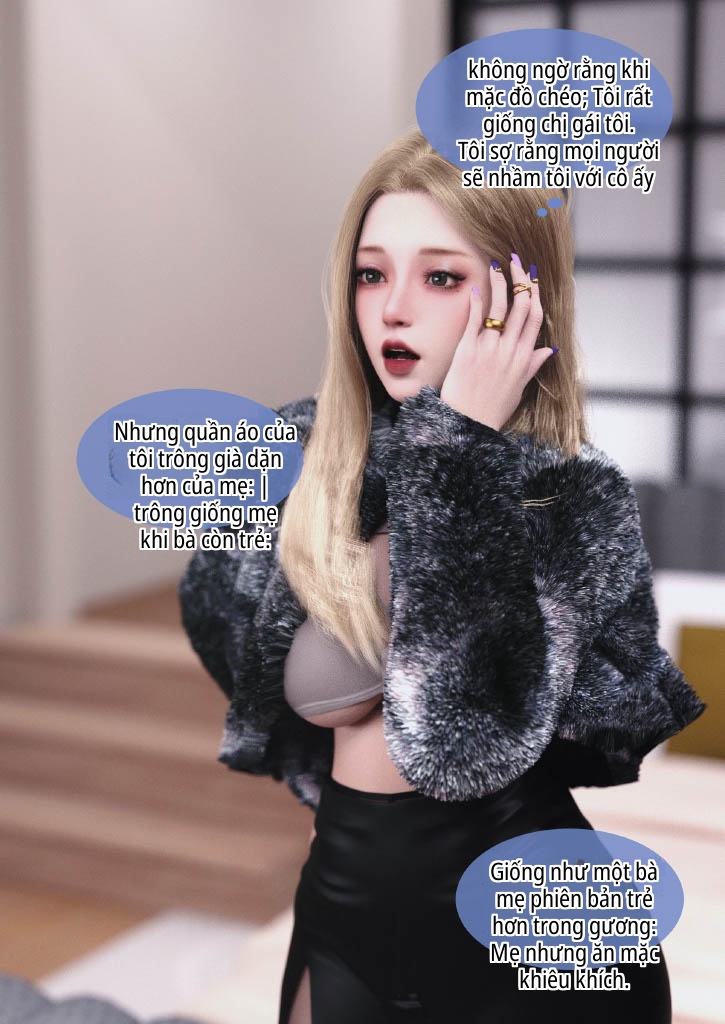 không ngờ rằng khi
mặc đồ chéo; Tôi rất
giống chị gái tôi.
Tôi sợ rằng mọi người
sẽ nhầm tôi với cô ấy
Nhưng quần áo của
tôi trông già dặn
hơn của mẹ: |
trông giống mẹ
khi bà còn trẻ:
Giống như một bà
mẹ phiên bản trẻ
hơn trong gương:
Mẹ nhưng ăn mặc
khiêu khích.